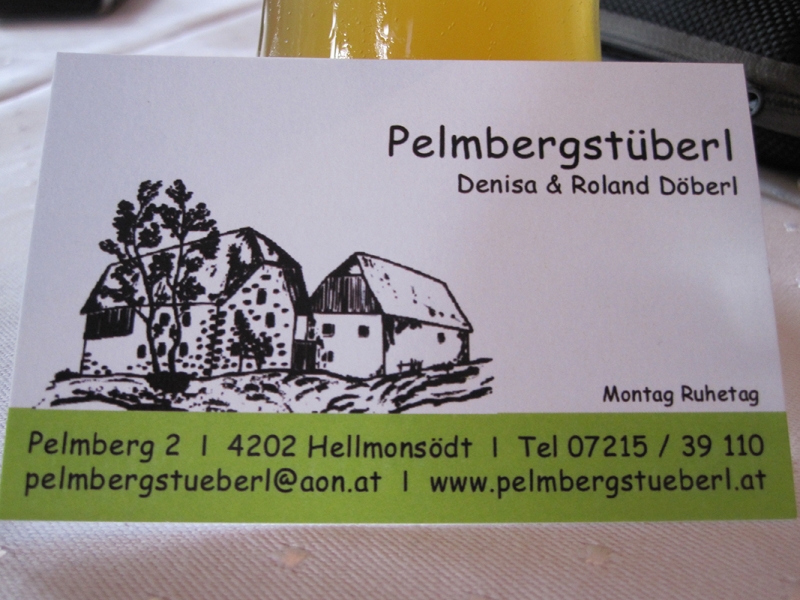 Pelmbergstüberl
Denisa & Roland Döberl
Montag Ruhetag
Pelmberg 2 | 4202 Hellmonsödt | Tel 07215 / 39 110
pelmbergstueberl@aon.at | www.pelmbergstueberl.at